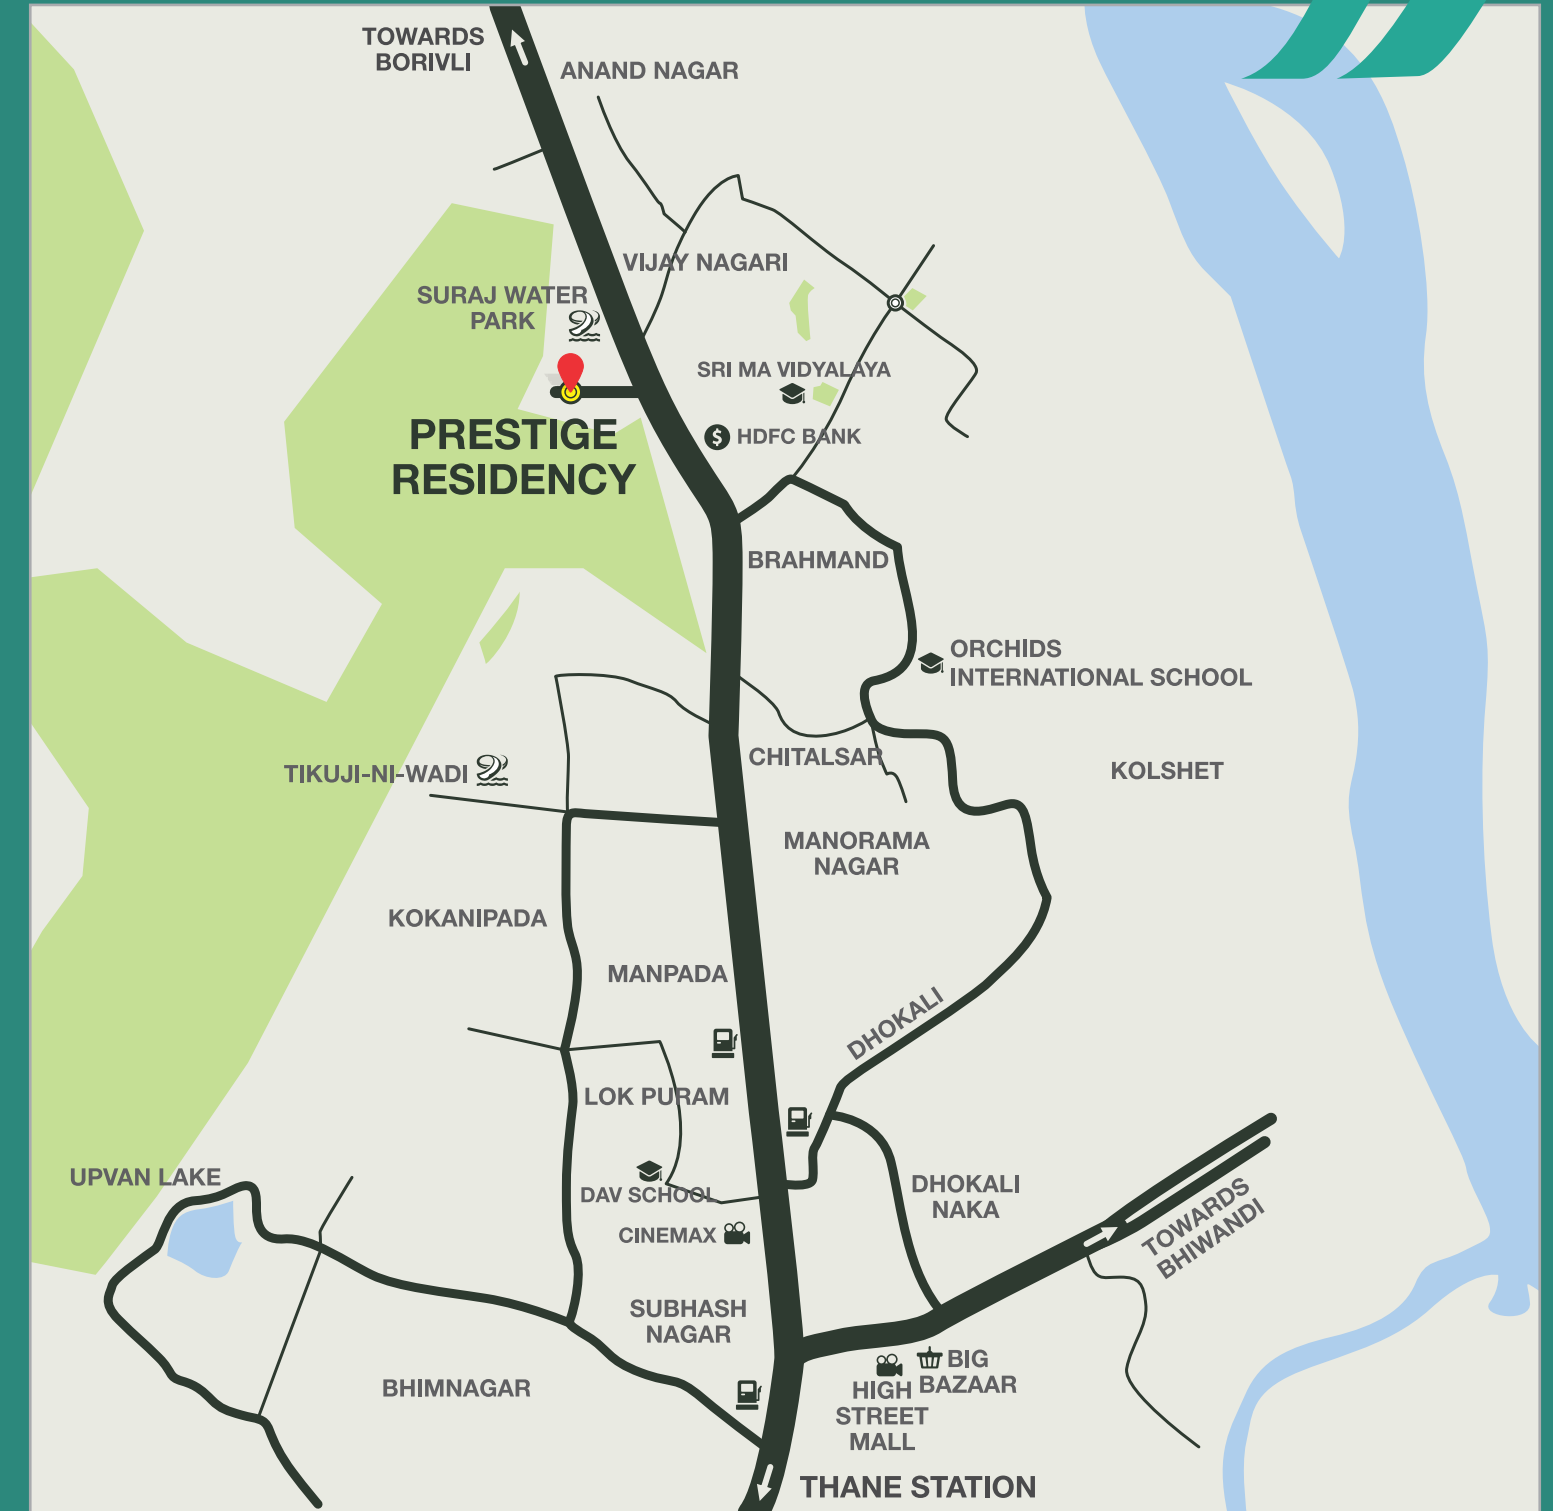 TOWARDS
BORIVLI
ANAND NAGAR
VIJAY NAGARI
SURAJ WATER
PARK
SRI MA VIDYALAYA
PRESTIGE
RESIDENCY
$ HDFC BANK
BRAHMAND
ORCHIDS
INTERNATIONAL SCHOOL
CHITALSAR
KOLSHET
TIKUJI-NI-WADI
MANORAMA
NAGAR
KOKANIPADA
MANPADA
DHOKALI
LOK PURAM
UPVAN LAKE
DAV SCHOOL
DHOKALI
NAKA
CINEMAX
TOWARDS
BHIWANDI
SUBHASH
NAGAR
BHIMNAGAR
BIG
BAZAAR
HIGH
STREET
MALL
THANE STATION